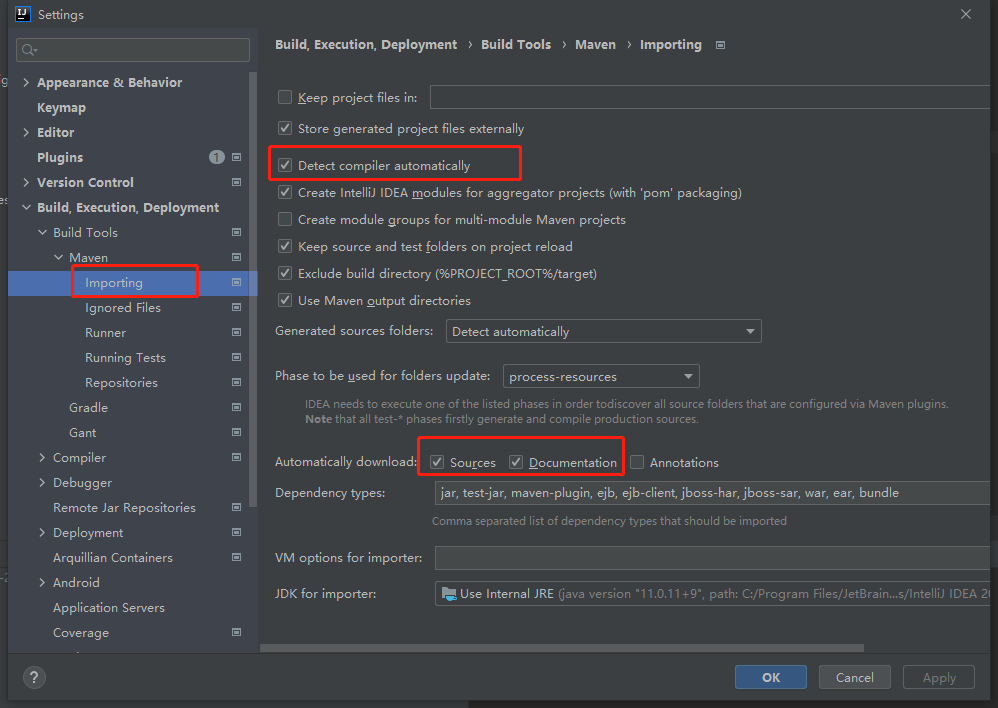 Settings
Build, Execution, Deployment › Build Tools › Maven › Importing
Appearance & Behavior
Keymap
Editor
Plugins 1
Version Control
Build, Execution, Deployment
Build Tools
Maven
Importing
Ignored Files
Runner
Running Tests
Repositories
Gradle
Gant
Compiler
Debugger
Remote Jar Repositories
Deployment
Arquillian Containers
Android
Application Servers
Coverage
Keep project files in:
Store generated project files externally
Detect compiler automatically
Create IntelliJ IDEA modules for aggregator projects (with 'pom' packaging)
Create module groups for multi-module Maven projects
Keep source and test folders on project reload
Exclude build directory (%PROJECT_ROOT%/target)
Use Maven output directories
Generated sources folders: Detect automatically
Phase to be used for folders update: process-resources
IDEA needs to execute one of the listed phases in order todiscover all source folders that are configured via Maven plugins.
Note that all test-* phases firstly generate and compile production sources.
Automatically download: Sources Documentation Annotations
Dependency types: jar, test-jar, maven-plugin, ejb, ejb-client, jboss-har, jboss-sar, war, ear, bundle
Comma separated list of dependency types that should be imported
VM options for importer:
JDK for importer: Use Internal JRE (java version "11.0.11+9", path: C:/Program Files/JetBrain...s/IntelliJ IDEA 20
? OK Cancel Apply